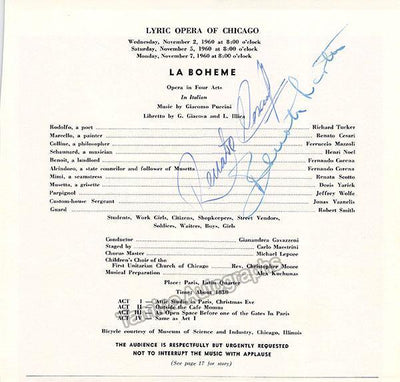 LYRIC OPERA OF CHICAGO
Wednesday, November 2, 1960 at 8:00 o'clock
Saturday, November 5, 1960 at 8:00 o'clock
Monday, November 7, 1960 at 8:00 o'clock
LA BOHEME
Opera in Four Acts
In Italian
Music by Giacomo Puccini
Libretto by G. Giacosa and L. Illica
Rodolfo, a poet Richard Tucker
Marcello, a painter Renato Cesari
Colline, a philosopher Ferruccio Mazzoli
Schaunard, a musician Henri Noel
Benoit, a landlord Fernando Corena
Alcindoro, a state councilor and follower of Musetta Fernando Corena
Mimi, a seamstress Renata Scotto
Musetta, a grisette Dosis Yarick
Parpignol Jeffrey Wolfe
Custom-house Sergeant Jonas Vaznelis
Guard Robert Smith
Renata Scotto
Students, Work Girls, Citizens, Shopkeepers, Street Vendors,
Soldiers, Waiters, Boys, Girls
Conductor Gianandrea Gavazzeni
Staged by Carlo Maestrini
Chorus Master Michael Lepore
Children's Choir of the
First Unitarian Church of Chicago Rev. Christopher Moore
Musical Preparation Alex Kuchunas
Place: Paris, Latin Quarter
Time: About 1830
ACT I Attic Studio in Paris, Christmas Eve
ACT II Outside the Cafe Momus
ACT III An Open Space Before one of the Gates In Paris
ACT IV Same as Act I
Bicycle courtesy of Museum of Science and Industry, Chicago, Illinois
THE AUDIENCE IS RESPECTFULLY BUT URGENTLY REQUESTED
NOT TO INTERRUPT THE MUSIC WITH APPLAUSE
(See page 17 for story)